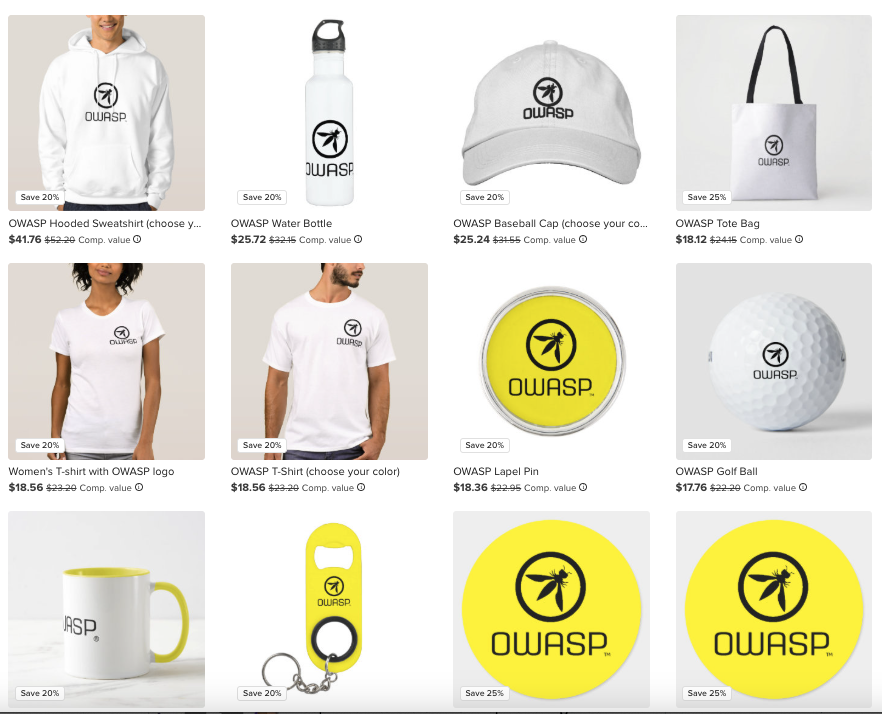 OWASP
OWASP
OWASP
OWASP
Save 20%
Save 20%
Save 20%
Save 25%
OWASP Hooded Sweatshirt (choose y...
OWASP Water Bottle
OWASP Baseball Cap (choose your co...
OWASP Tote Bag
$41.76 $52.20 Comp. value
$25.72 $32.15 Comp. value
$25.24 $31.55 Comp. value
$18.12 $24.15 Comp. value
OWASP
OWASP
OWASP™
OWASP
Save 20%
Save 20%
Save 20%
Save 20%
Women's T-shirt with OWASP logo
OWASP T-Shirt (choose your color)
OWASP Lapel Pin
OWASP Golf Ball
$18.56 $23.20 Comp. value
$18.56 $23.20 Comp. value
$18.36 $22.95 Comp. value
$17.76 $22.20 Comp. value
WASP®
OWASP
OWASP™
OWASP™
Save 20%
Save 20%
Save 25%
Save 25%